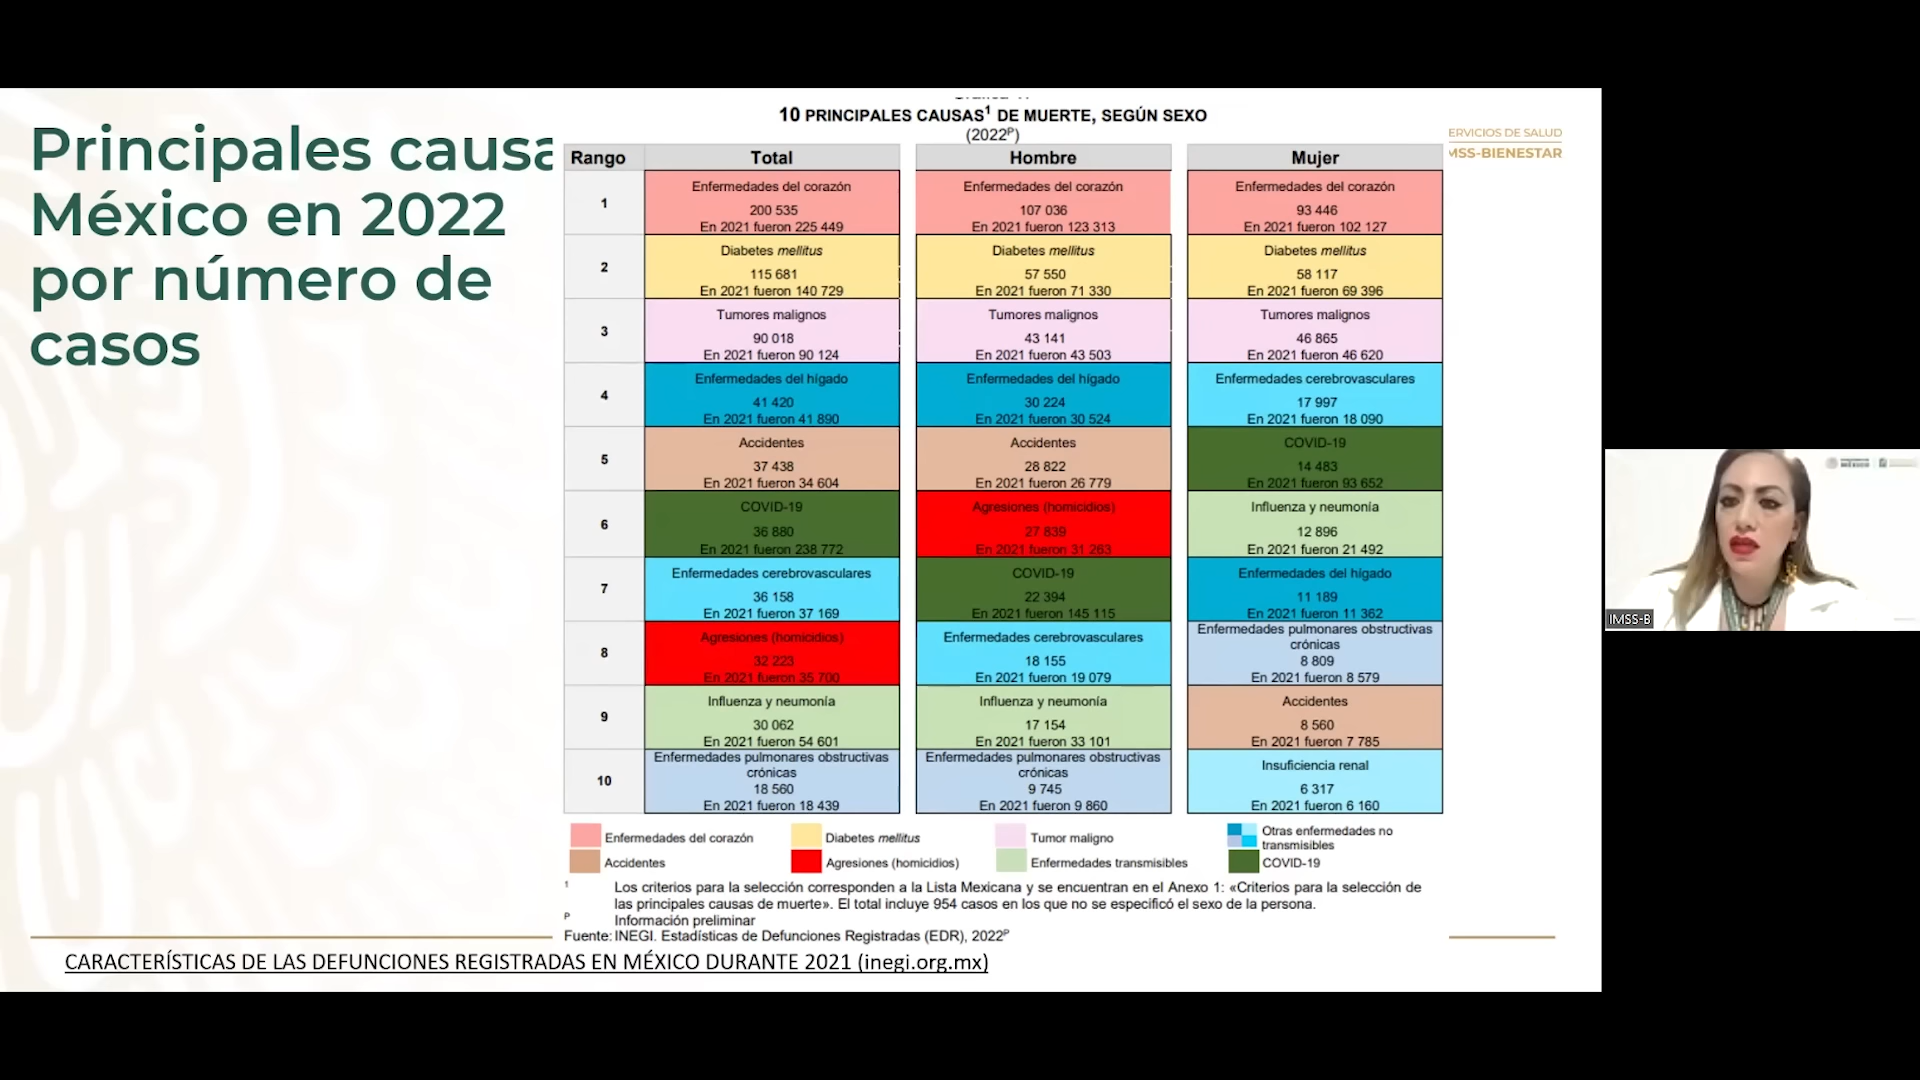 Principales causa
México en 2022
por número de
casos
10 PRINCIPALES CAUSAS¹ DE MUERTE, SEGÚN SEXO
(2022ᴾ)
ERVICIOS DE SALUD
MSS-BIENESTAR
Rango Total Hombre Mujer
1
Enfermedades del corazón
200 535
En 2021 fueron 225 449
Enfermedades del corazón
107 036
En 2021 fueron 123 313
Enfermedades del corazón
93 446
En 2021 fueron 102 127
2
Diabetes mellitus
115 681
En 2021 fueron 140 729
Diabetes mellitus
57 550
En 2021 fueron 71 330
Diabetes mellitus
58 117
En 2021 fueron 69 396
3
Tumores malignos
90 018
En 2021 fueron 90 124
Tumores malignos
43 141
En 2021 fueron 43 503
Tumores malignos
46 865
En 2021 fueron 46 620
4
Enfermedades del hígado
41 420
En 2021 fueron 41 890
Enfermedades del hígado
30 224
En 2021 fueron 30 524
Enfermedades cerebrovasculares
17 997
En 2021 fueron 18 090
5
Accidentes
37 438
En 2021 fueron 34 604
Accidentes
28 822
En 2021 fueron 26 779
COVID-19
14 483
En 2021 fueron 93 652
6
COVID-19
36 880
En 2021 fueron 238 772
Agresiones (homicidios)
27 839
En 2021 fueron 31 263
Influenza y neumonía
12 896
En 2021 fueron 21 492
7
Enfermedades cerebrovasculares
36 158
En 2021 fueron 37 169
COVID-19
22 394
En 2021 fueron 145 115
Enfermedades del hígado
11 189
En 2021 fueron 11 362
8
Agresiones (homicidios)
32 223
En 2021 fueron 35 700
Enfermedades cerebrovasculares
18 155
En 2021 fueron 19 079
Enfermedades pulmonares obstructivas
crónicas
8 809
En 2021 fueron 8 579
9
Influenza y neumonía
30 062
En 2021 fueron 54 601
Influenza y neumonía
17 154
En 2021 fueron 33 101
Accidentes
8 560
En 2021 fueron 7 785
10
Enfermedades pulmonares obstructivas
crónicas
18 560
En 2021 fueron 18 439
Enfermedades pulmonares obstructivas
crónicas
9 745
En 2021 fueron 9 860
Insuficiencia renal
6 317
En 2021 fueron 6 160
Enfermedades del corazón
Diabetes mellitus
Tumor maligno
Otras enfermedades no
transmisibles
Accidentes
Agresiones (homicidios)
Enfermedades transmisibles
COVID-19
¹ Los criterios para la selección corresponden a la Lista Mexicana y se encuentran en el Anexo 1: «Criterios para la selección de
las principales causas de muerte». El total incluye 954 casos en los que no se especificó el sexo de la persona.
P Información preliminar
Fuente: INEGI. Estadísticas de Defunciones Registradas (EDR), 2022ᴾ
CARACTERÍSTICAS DE LAS DEFUNCIONES REGISTRADAS EN MÉXICO DURANTE 2021 (inegi.org.mx)
IMSS-B